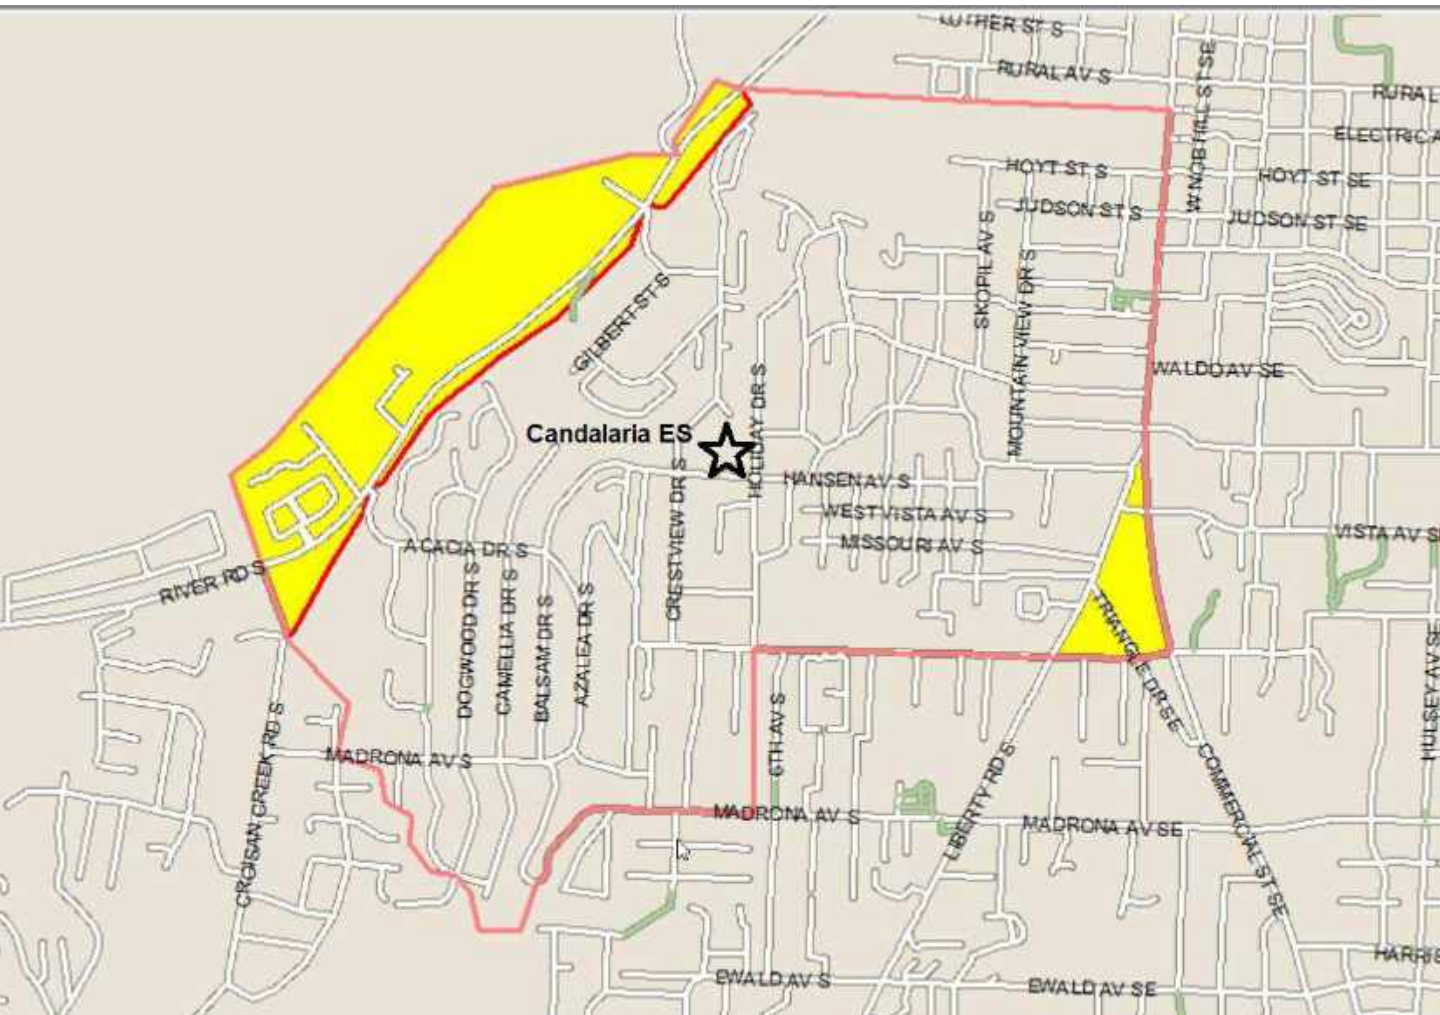 LUTHER ST S
RURAL AV S
W NOB HILL ST SE
RURAL
ELECTRIC A
HOYT ST S
HOYT ST SE
JUDSON ST S
JUDSON ST SE
SKOPIL AV S
MOUNTAIN VIEW DR S
GILBERT ST S
WALDO AV SE
HOLIDAY DR S
Candalaria ES
CRESTVIEW DR S
HANSEN AV S
WEST VISTA AV S
MISSOURI AV S
VISTA AV S
ACACIA DR S
RIVER RD S
DOGWOOD DR S
CAMELLIA DR S
BALSAM DR S
AZALEA DR S
TRIANGLE DR SE
HULSEY AV SE
6TH AV S
CROISAN CREEK RD S
MADRONA AV S
LIBERTY RD S
COMMERCIAL ST SE
MADRONA AV S
MADRONA AV SE
HARRIS
EWALD AV S
EWALD AV SE